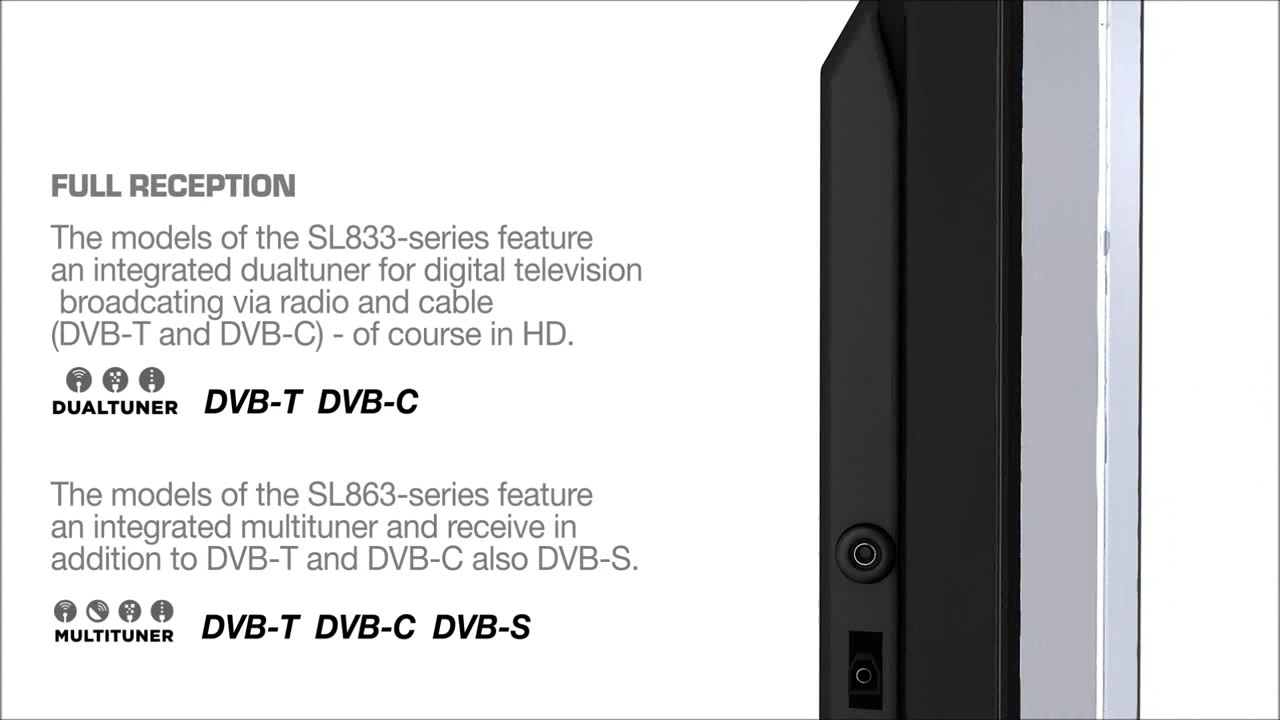 FULL RECEPTION
The models of the SL833-series feature
an integrated dualtuner for digital television
broadcating via radio and cable
(DVB-T and DVB-C) - of course in HD.
DUALTUNER DVB-T DVB-C
The models of the SL863-series feature
an integrated multituner and receive in
addition to DVB-T and DVB-C also DVB-S.
MULTITUNER DVB-T DVB-C DVB-S